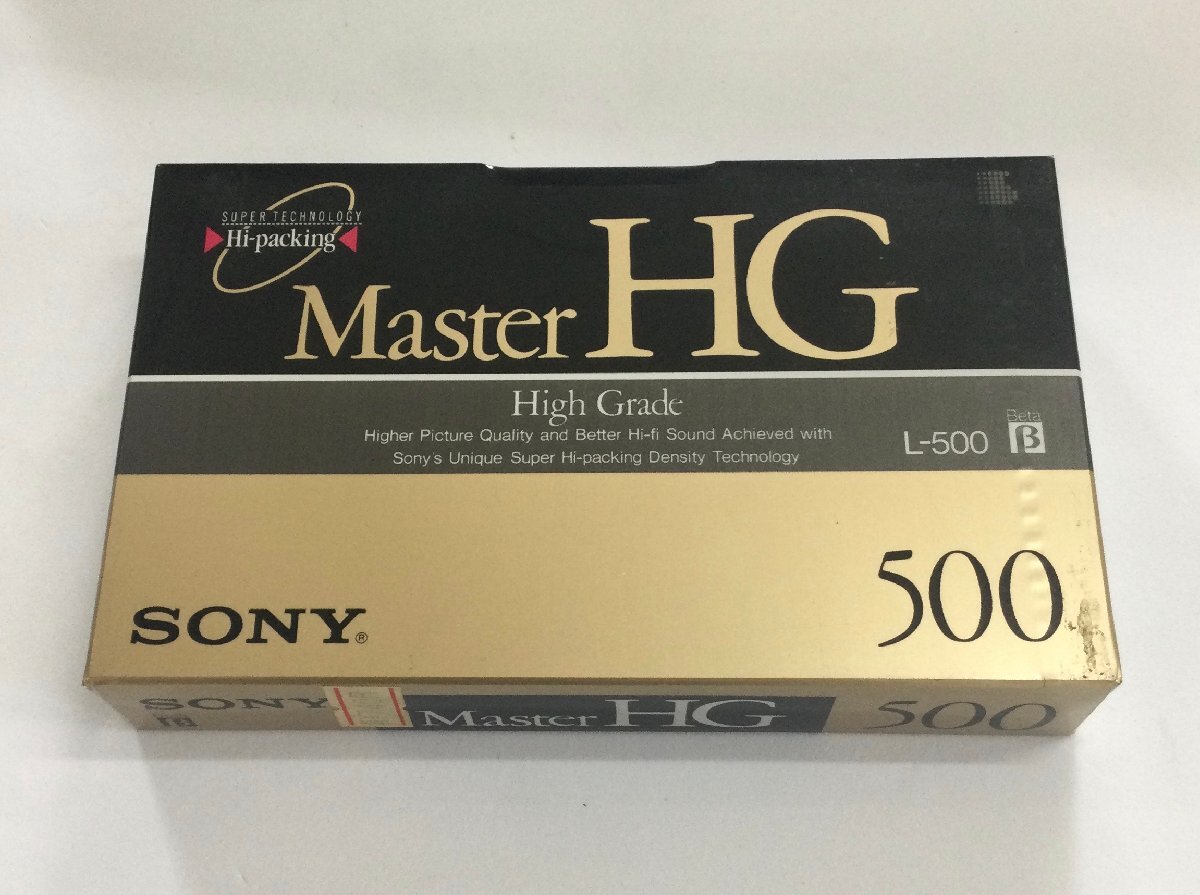 SUPER TECHNOLOGY
Hi-packing
Master HG
High Grade
Higher Picture Quality and Better Hi-fi Sound Achieved with
Sony's Unique Super Hi-packing Density Technology
L-500
Beta
β
SONY®
500
SONY
Master HG
500